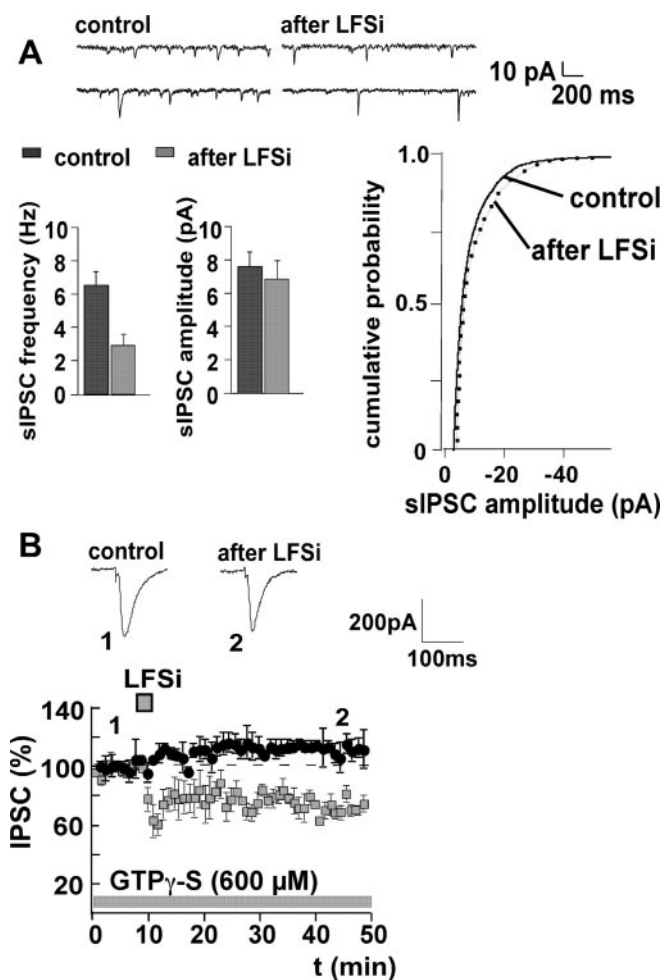 A
control
after LFSi
10 pA
200 ms
control
after LFSi
sIPSC frequency (Hz)
10
8
6
4
2
0
sIPSC amplitude (pA)
10
8
6
4
2
0
cumulative probability
1.0
0.5
0
control
after LFSi
0
-20
-40
sIPSC amplitude (pA)
B
control
after LFSi
1
2
200pA
100ms
LFSi
IPSC (%)
140
100
60
20
1
2
GTPγ-S (600 µM)
0
10
20
30
40
50
t (min)